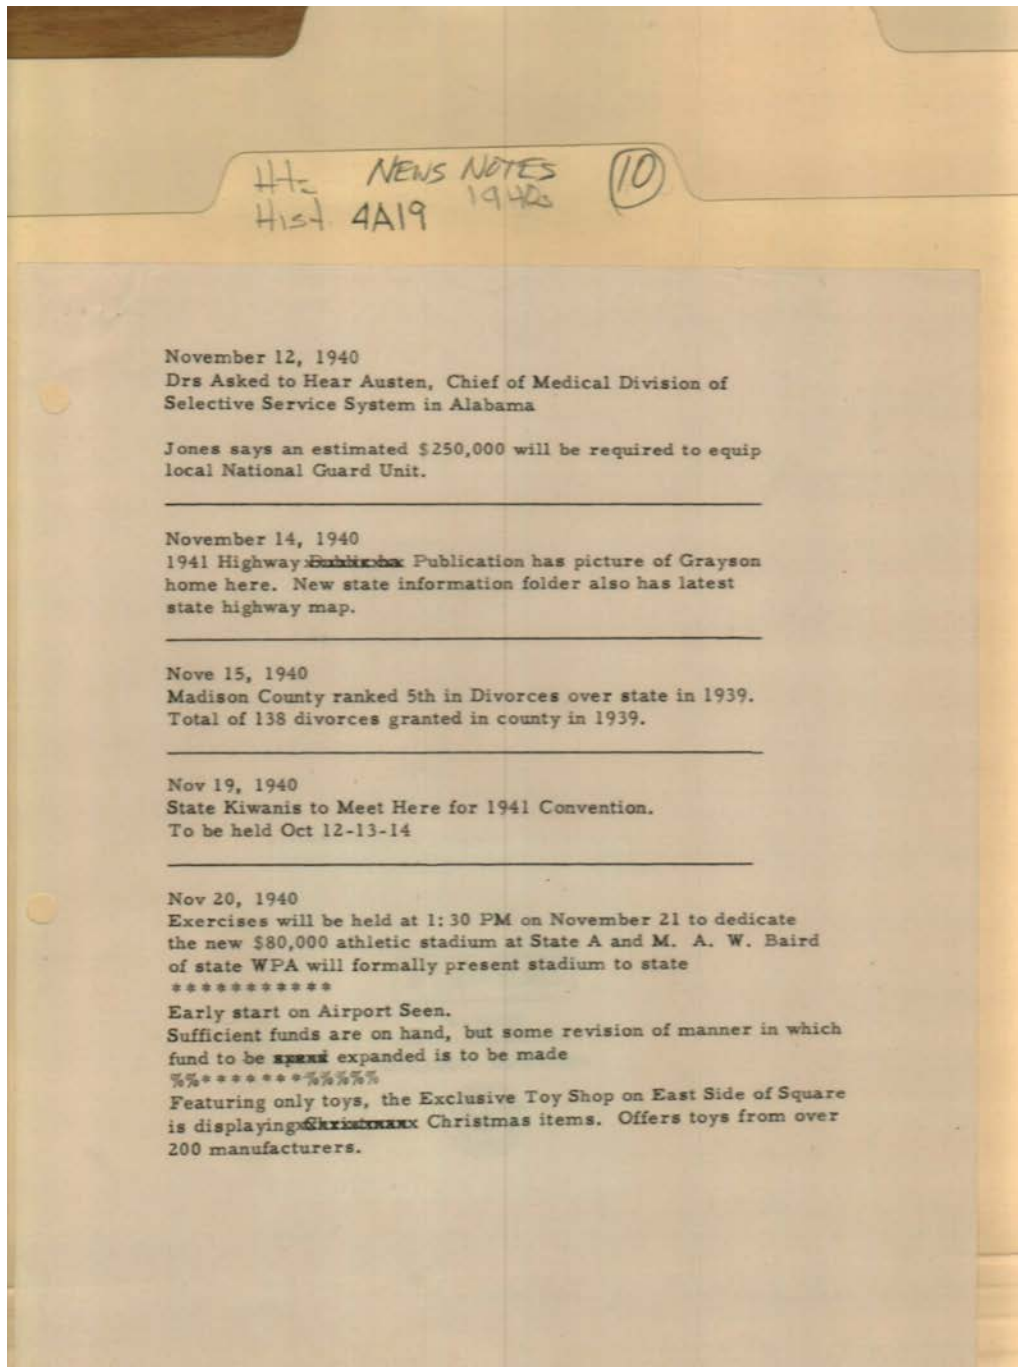 Htz NEWS NOTES 10
Hist. 4A19 1940s
November 12, 1940
Drs Asked to Hear Austen, Chief of Medical Division of
Selective Service System in Alabama
Jones says an estimated $250,000 will be required to equip
local National Guard Unit.
November 14, 1940
1941 Highway Publication has picture of Grayson
home here. New state information folder also has latest
state highway map.
Nove 15, 1940
Madison County ranked 5th in Divorces over state in 1939.
Total of 138 divorces granted in county in 1939.
Nov 19, 1940
State Kiwanis to Meet Here for 1941 Convention.
To be held Oct 12-13-14
Nov 20, 1940
Exercises will be held at 1:30 PM on November 21 to dedicate
the new $80,000 athletic stadium at State A and M. A. W. Baird
of state WPA will formally present stadium to state
***********
Early start on Airport Seen.
Sufficient funds are on hand, but some revision of manner in which
fund to be expanded is to be made
%%*******%%%%%
Featuring only toys, the Exclusive Toy Shop on East Side of Square
is displaying Christmas items. Offers toys from over
200 manufacturers.